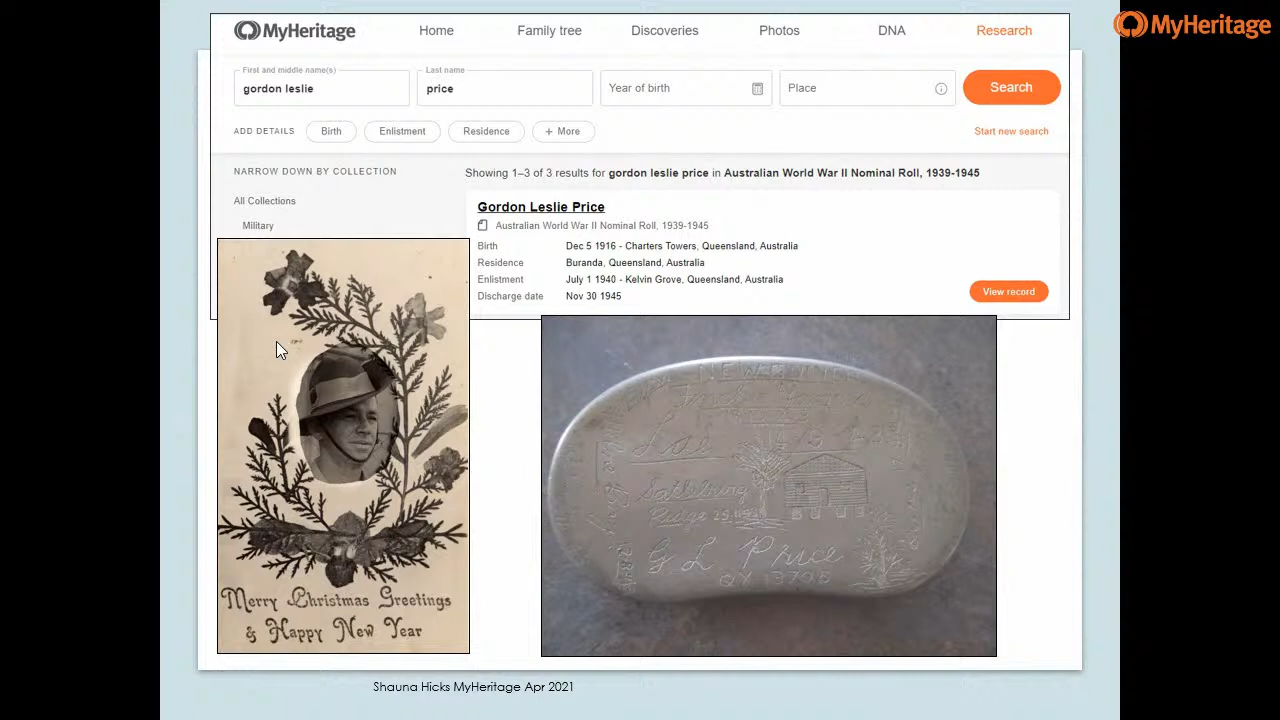 MyHeritage
MyHeritage
Home Family tree Discoveries Photos DNA Research
First and middle name(s)
gordon leslie
Last name
price
Year of birth
Place
Search
ADD DETAILS Birth Enlistment Residence + More
Start new search
NARROW DOWN BY COLLECTION
All Collections
Military
Showing 1–3 of 3 results for gordon leslie price in Australian World War II Nominal Roll, 1939-1945
Gordon Leslie Price
Australian World War II Nominal Roll, 1939-1945
Birth Dec 5 1916 - Charters Towers, Queensland, Australia
Residence Buranda, Queensland, Australia
Enlistment July 1 1940 - Kelvin Grove, Queensland, Australia
Discharge date Nov 30 1945
View record
Merry Christmas Greetings
& Happy New Year
Lae
Ridge
G. L Price
Shauna Hicks MyHeritage Apr 2021